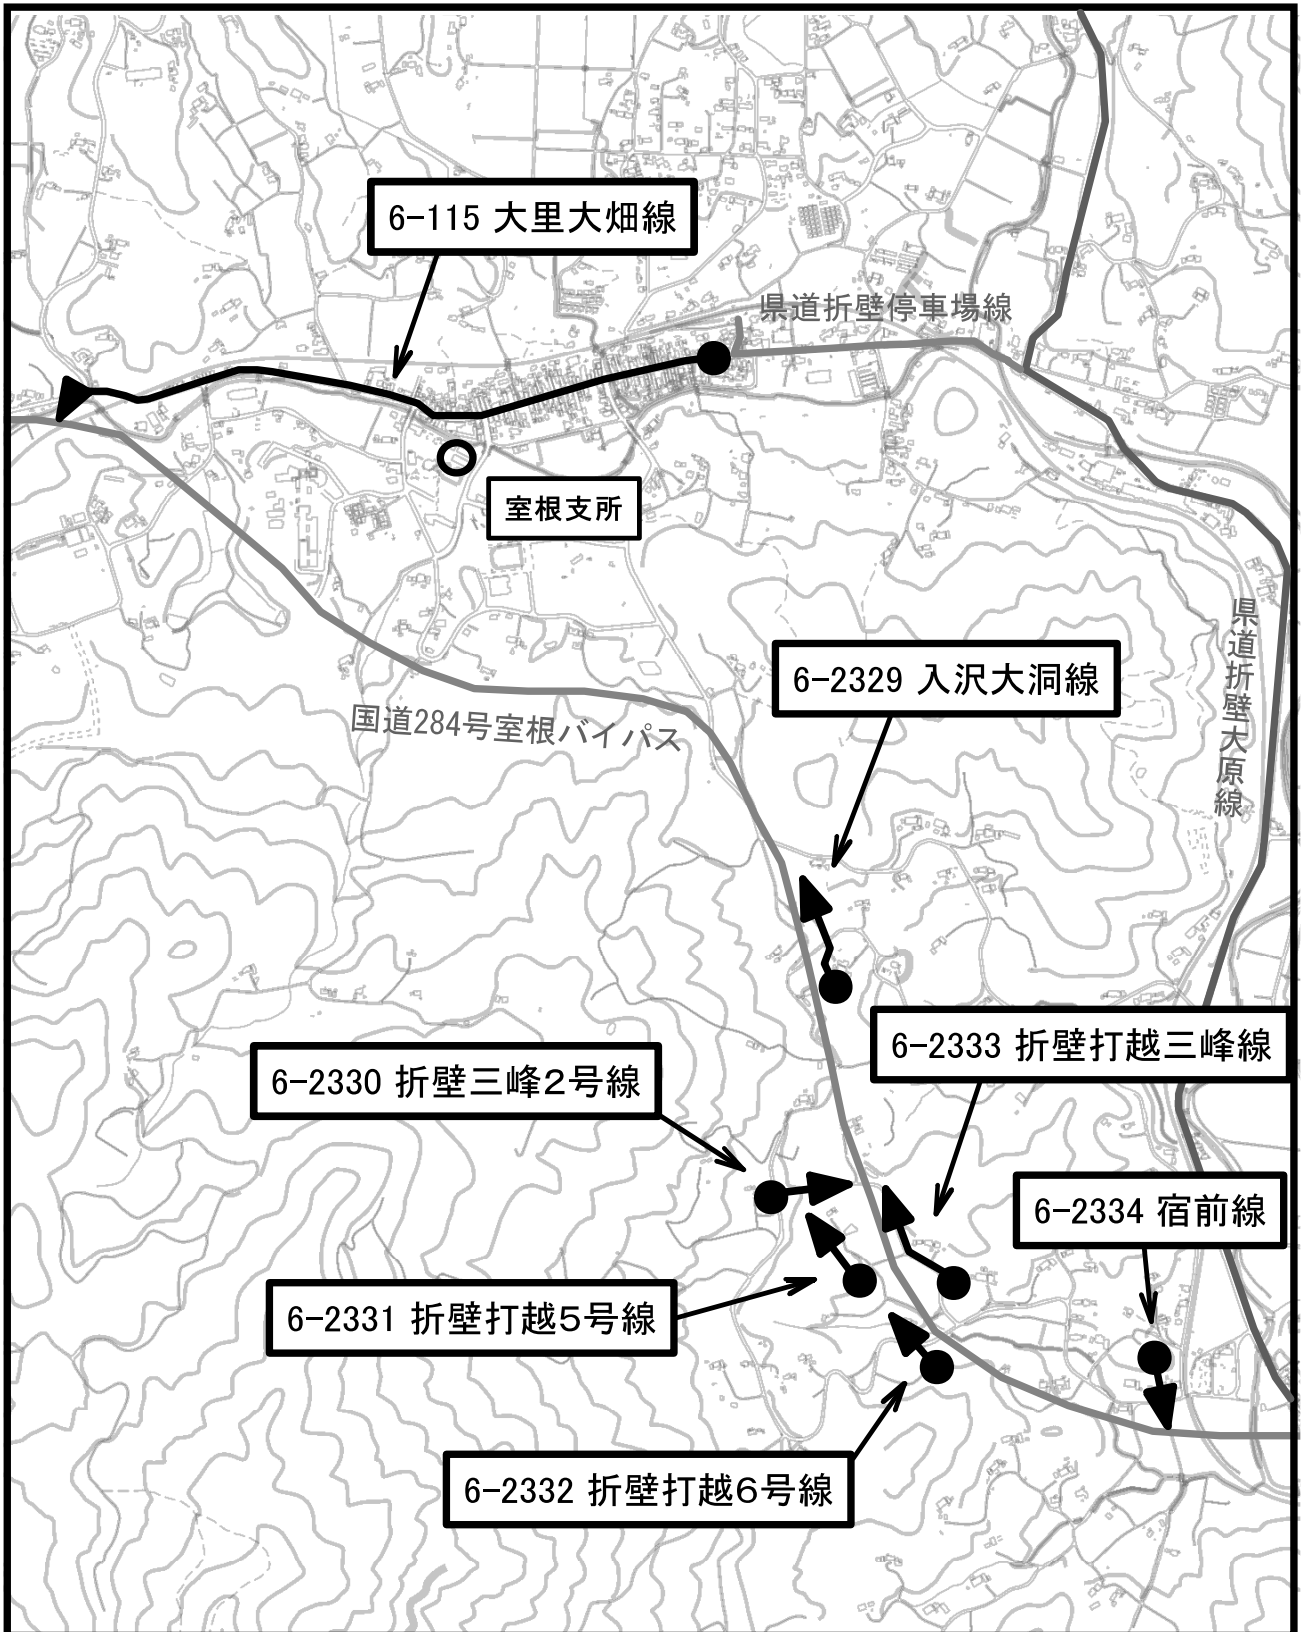 6-115 大里大畑線
県道折壁停車場線
室根支所
県道折壁大原線
6-2329 入沢大洞線
国道284号室根バイパス
6-2333 折壁打越三峰線
6-2330 折壁三峰2号線
6-2334 宿前線
6-2331 折壁打越5号線
6-2332 折壁打越6号線